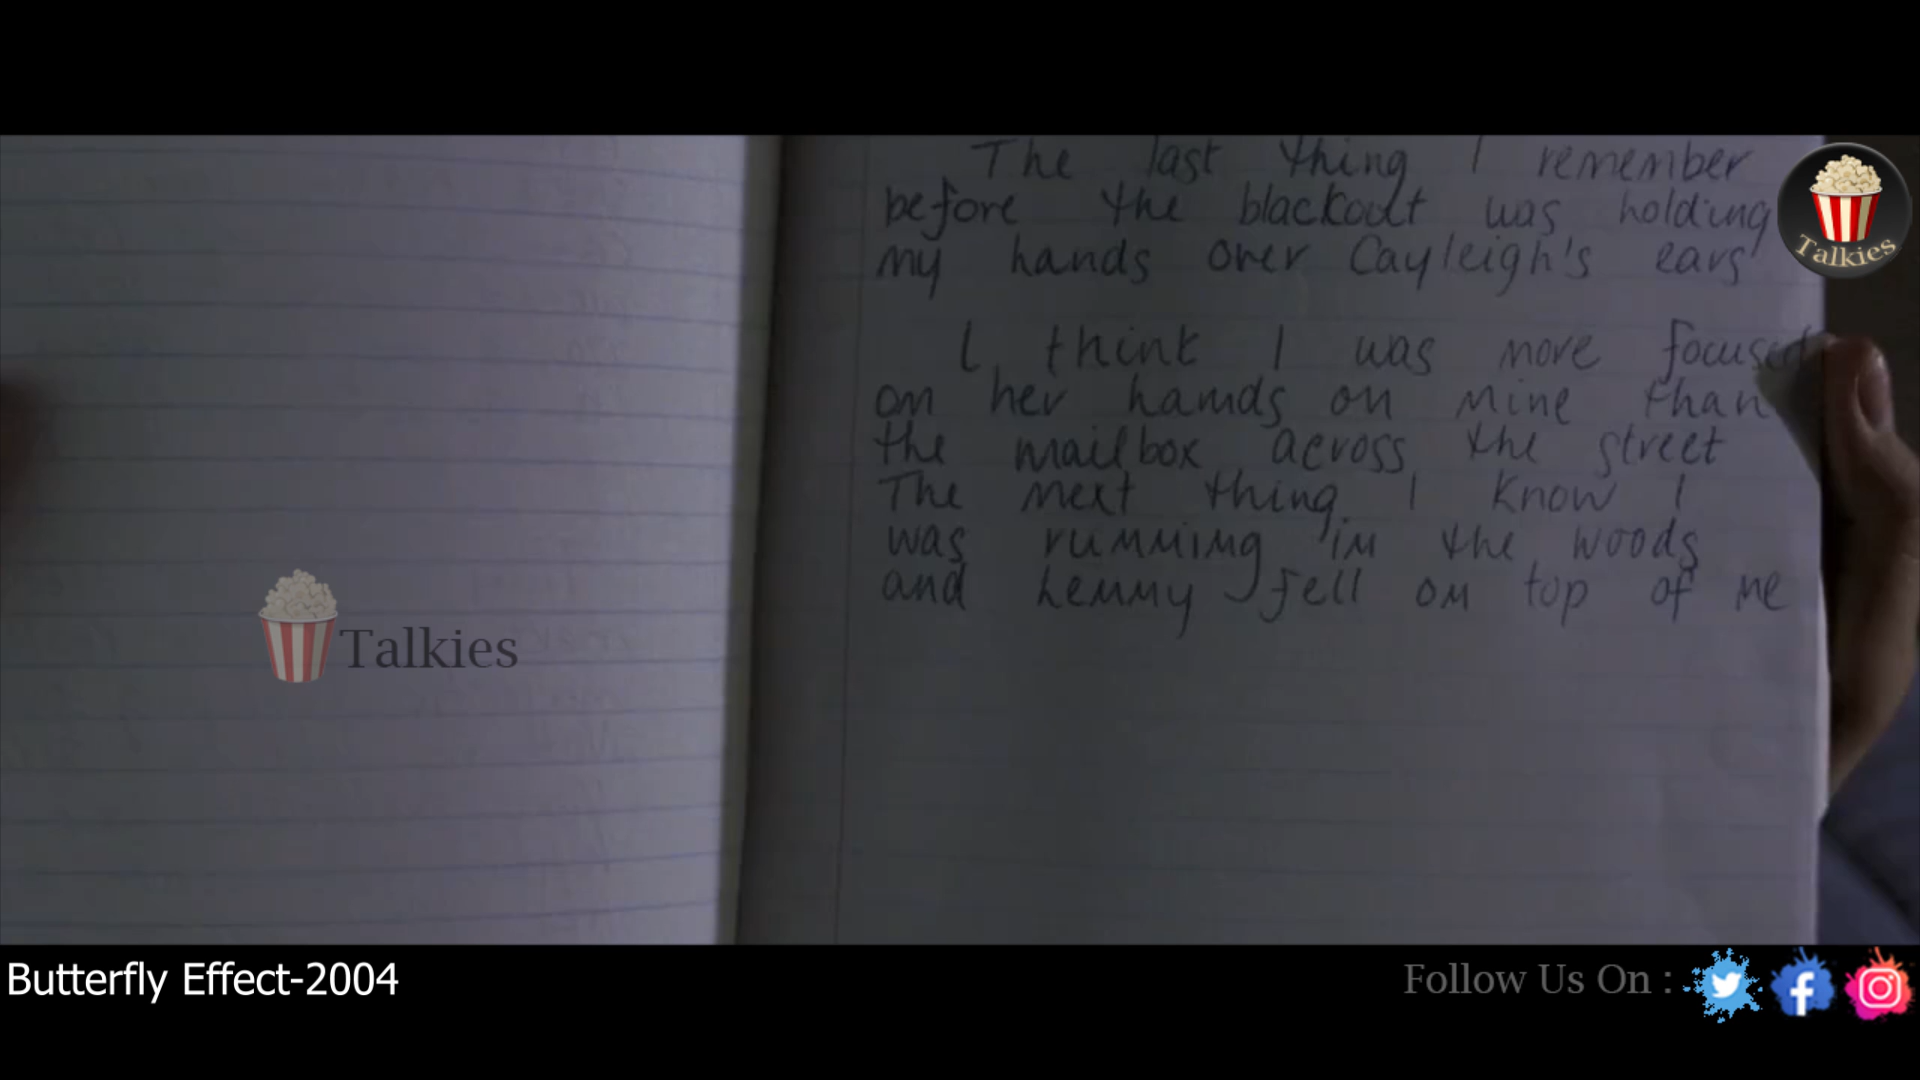 The last thing I remember
before the blackout was holding
my hands over Cayleigh's ears
I think I was more focused
on her hands on mine than
the mailbox across the street
The next thing I know I
was running in the woods
and Lenny fell on top of me
Talkies
Talkies
Butterfly Effect-2004
Follow Us On :